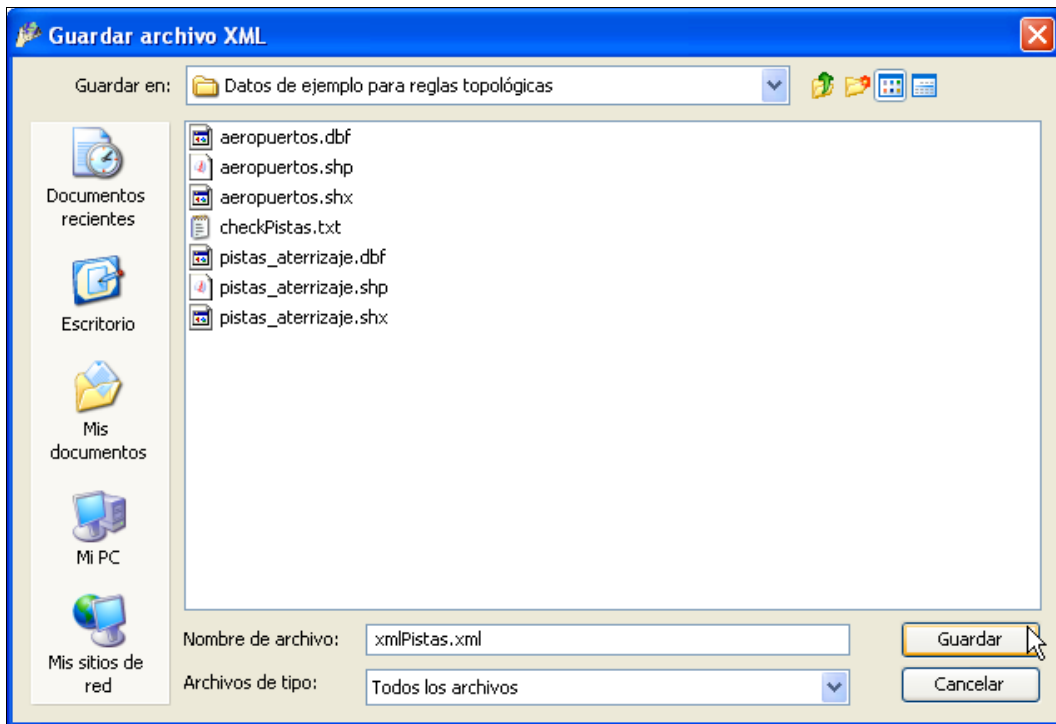 Guardar archivo XML
Guardar en:
Datos de ejemplo para reglas topológicas
Documentos
recientes
Escritorio
Mis
documentos
Mi PC
Mis sitios de
red
aeropuertos.dbf
aeropuertos.shp
aeropuertos.shx
checkPistas.txt
pistas_aterrizaje.dbf
pistas_aterrizaje.shp
pistas_aterrizaje.shx
Nombre de archivo:
xmlPistas.xml
Guardar
Archivos de tipo:
Todos los archivos
Cancelar